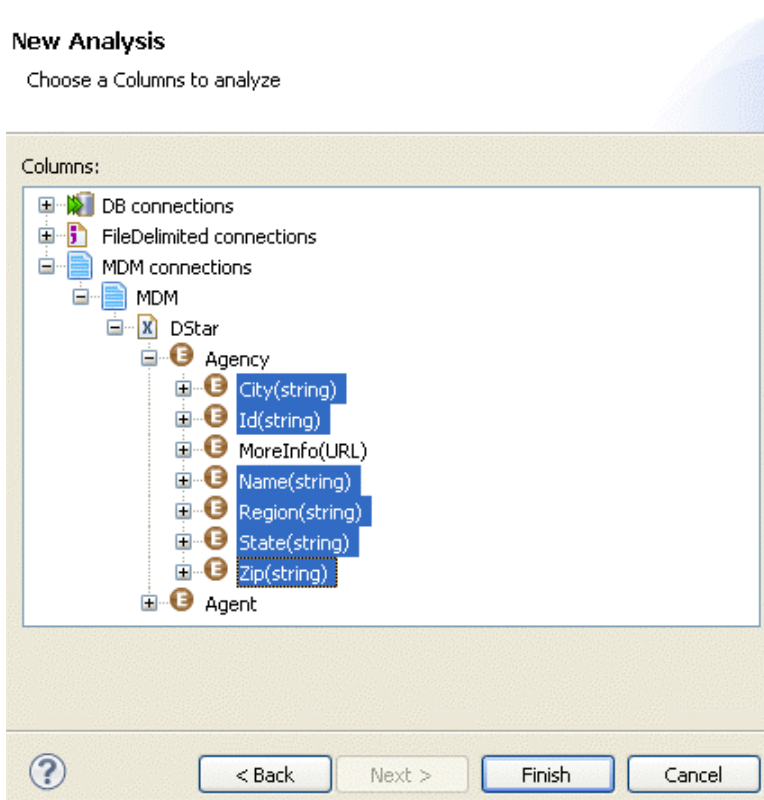 New Analysis
Choose a Columns to analyze
Columns:
DB connections
FileDelimited connections
MDM connections
MDM
X DStar
E Agency
E City(string)
E Id(string)
E MoreInfo(URL)
E Name(string)
E Region(string)
E State(string)
E Zip(string)
E Agent
? < Back Next > Finish Cancel